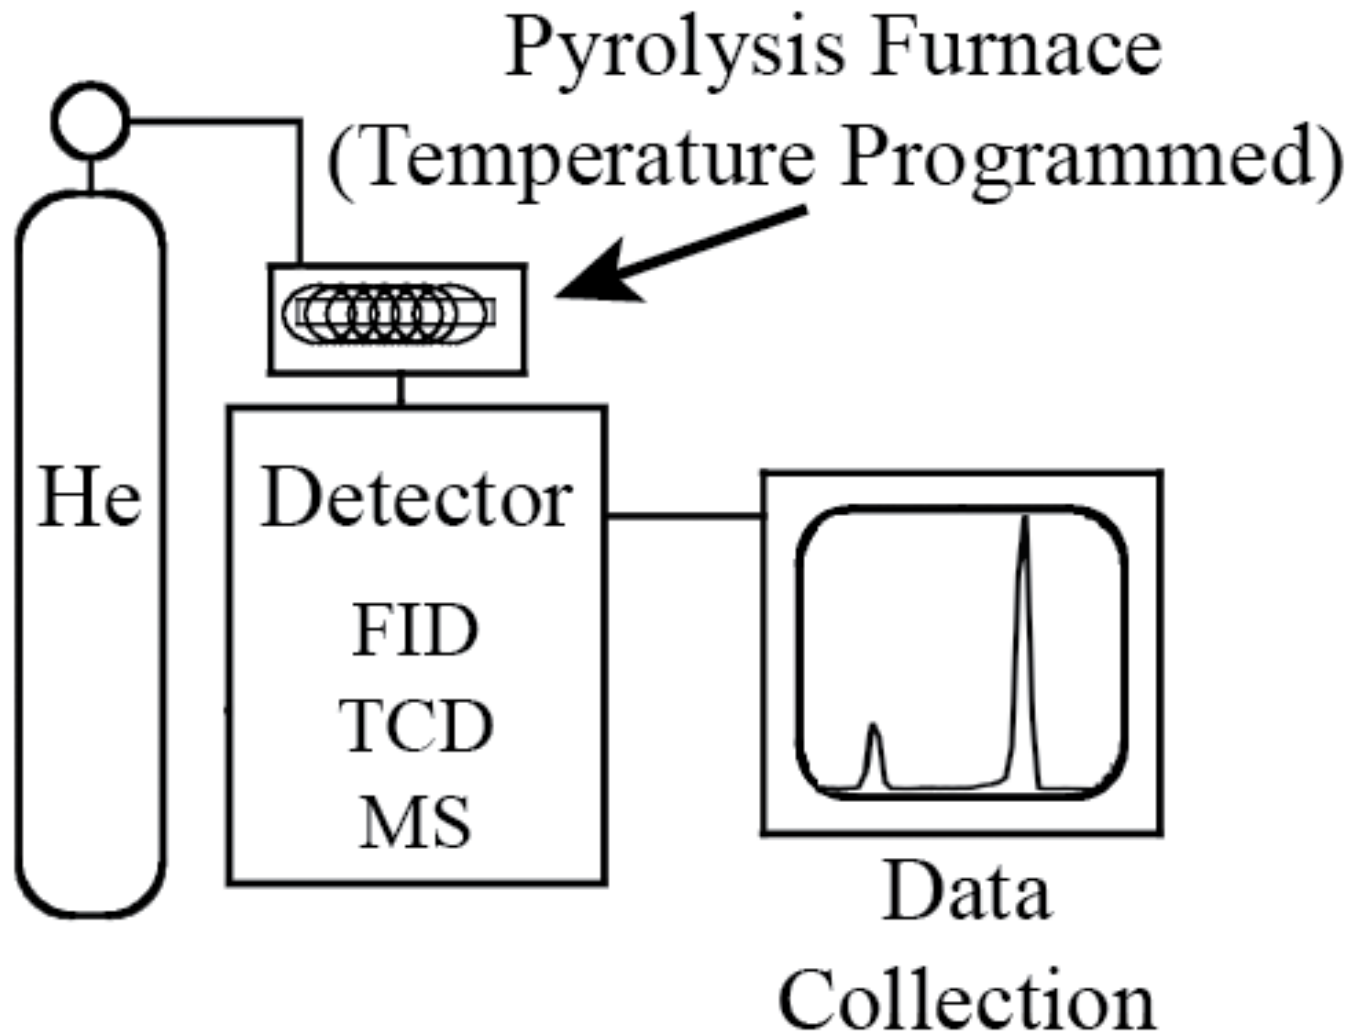 Pyrolysis Furnace
(Temperature Programmed)
He
Detector
FID
TCD
MS
Data
Collection